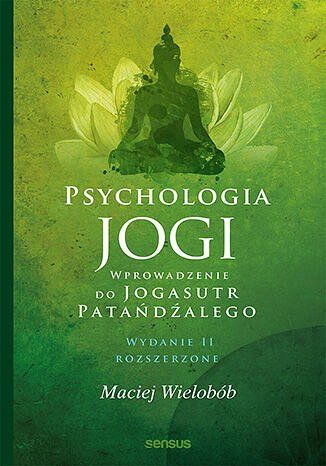 PSYCHOLOGIA
JOGI
WPROWADZENIE
DO JOGASUTR
PATAŃDŹALEGO
WYDANIE II
ROZSZERZONE
Maciej Wielobób
sensus